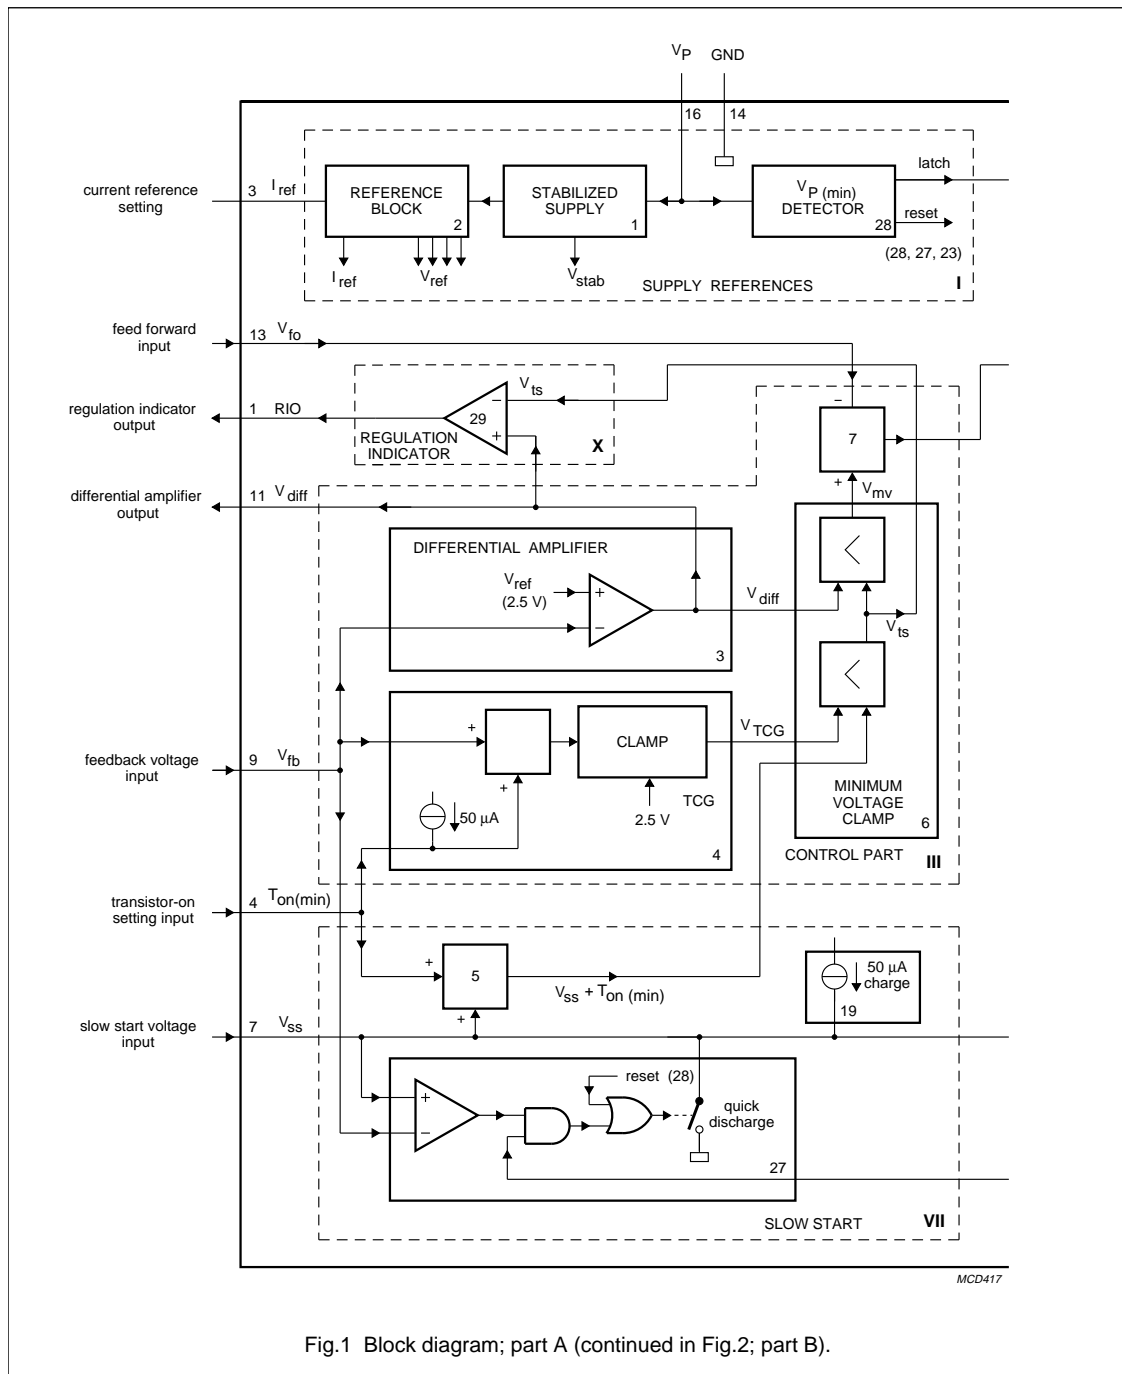 VP GND
16 14
current reference
setting
3 Iref
REFERENCE
BLOCK
2
STABILIZED
SUPPLY
1
VP (min)
DETECTOR
28
latch
reset
(28, 27, 23)
Iref
Vref
Vstab
SUPPLY REFERENCES
I
feed forward
input
13 Vfo
regulation indicator
output
1 RIO
Vts
−
29
+
REGULATION
INDICATOR
X
−
7
+
Vmv
differential amplifier
output
11 Vdiff
DIFFERENTIAL AMPLIFIER
Vref
(2.5 V)
+
−
3
Vdiff
<
Vts
<
feedback voltage
input
9 Vfb
+
+
CLAMP
VTCG
2.5 V
TCG
50 μA
4
MINIMUM
VOLTAGE
CLAMP
6
CONTROL PART
III
transistor-on
setting input
4 Ton(min)
+
5
+
Vss + Ton (min)
50 μA
charge
19
slow start voltage
input
7 Vss
+
−
reset (28)
quick
discharge
27
SLOW START
VII
MCD417
Fig.1 Block diagram; part A (continued in Fig.2; part B).